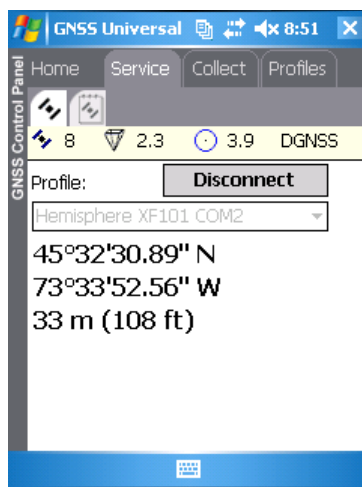 GNSS Universal 8:51
GNSS Control Panel
Home Service Collect Profiles
8 2.3 3.9 DGNSS
Profile: Disconnect
Hemisphere XF101 COM2
45°32'30.89" N
73°33'52.56" W
33 m (108 ft)